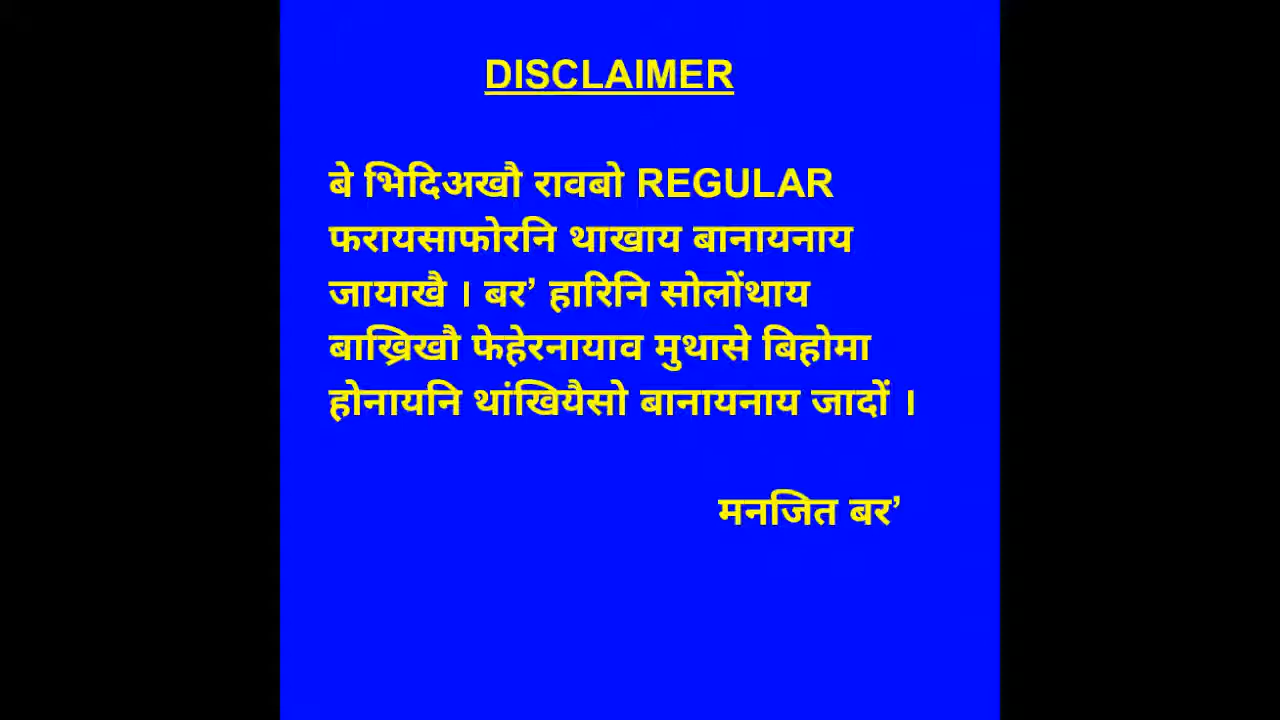 DISCLAIMER
बे भिदिअखौ रावबो REGULAR
फरायसाफोरनि थाखाय बानायनाय
जायाखै । बर’ हारिनि सोलोंथाय
बाख्रिखौ फेहेरनायाव मुथासे बिहोमा
होनायनि थांखियैसो बानायनाय जादों ।
मनजित बर’